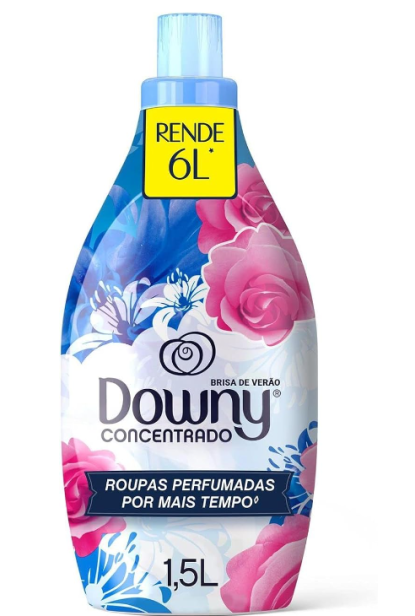 RENDE
6L*
BRISA DE VERÃO
Downy®
CONCENTRADO
ROUPAS PERFUMADAS
POR MAIS TEMPO◊
1,5L